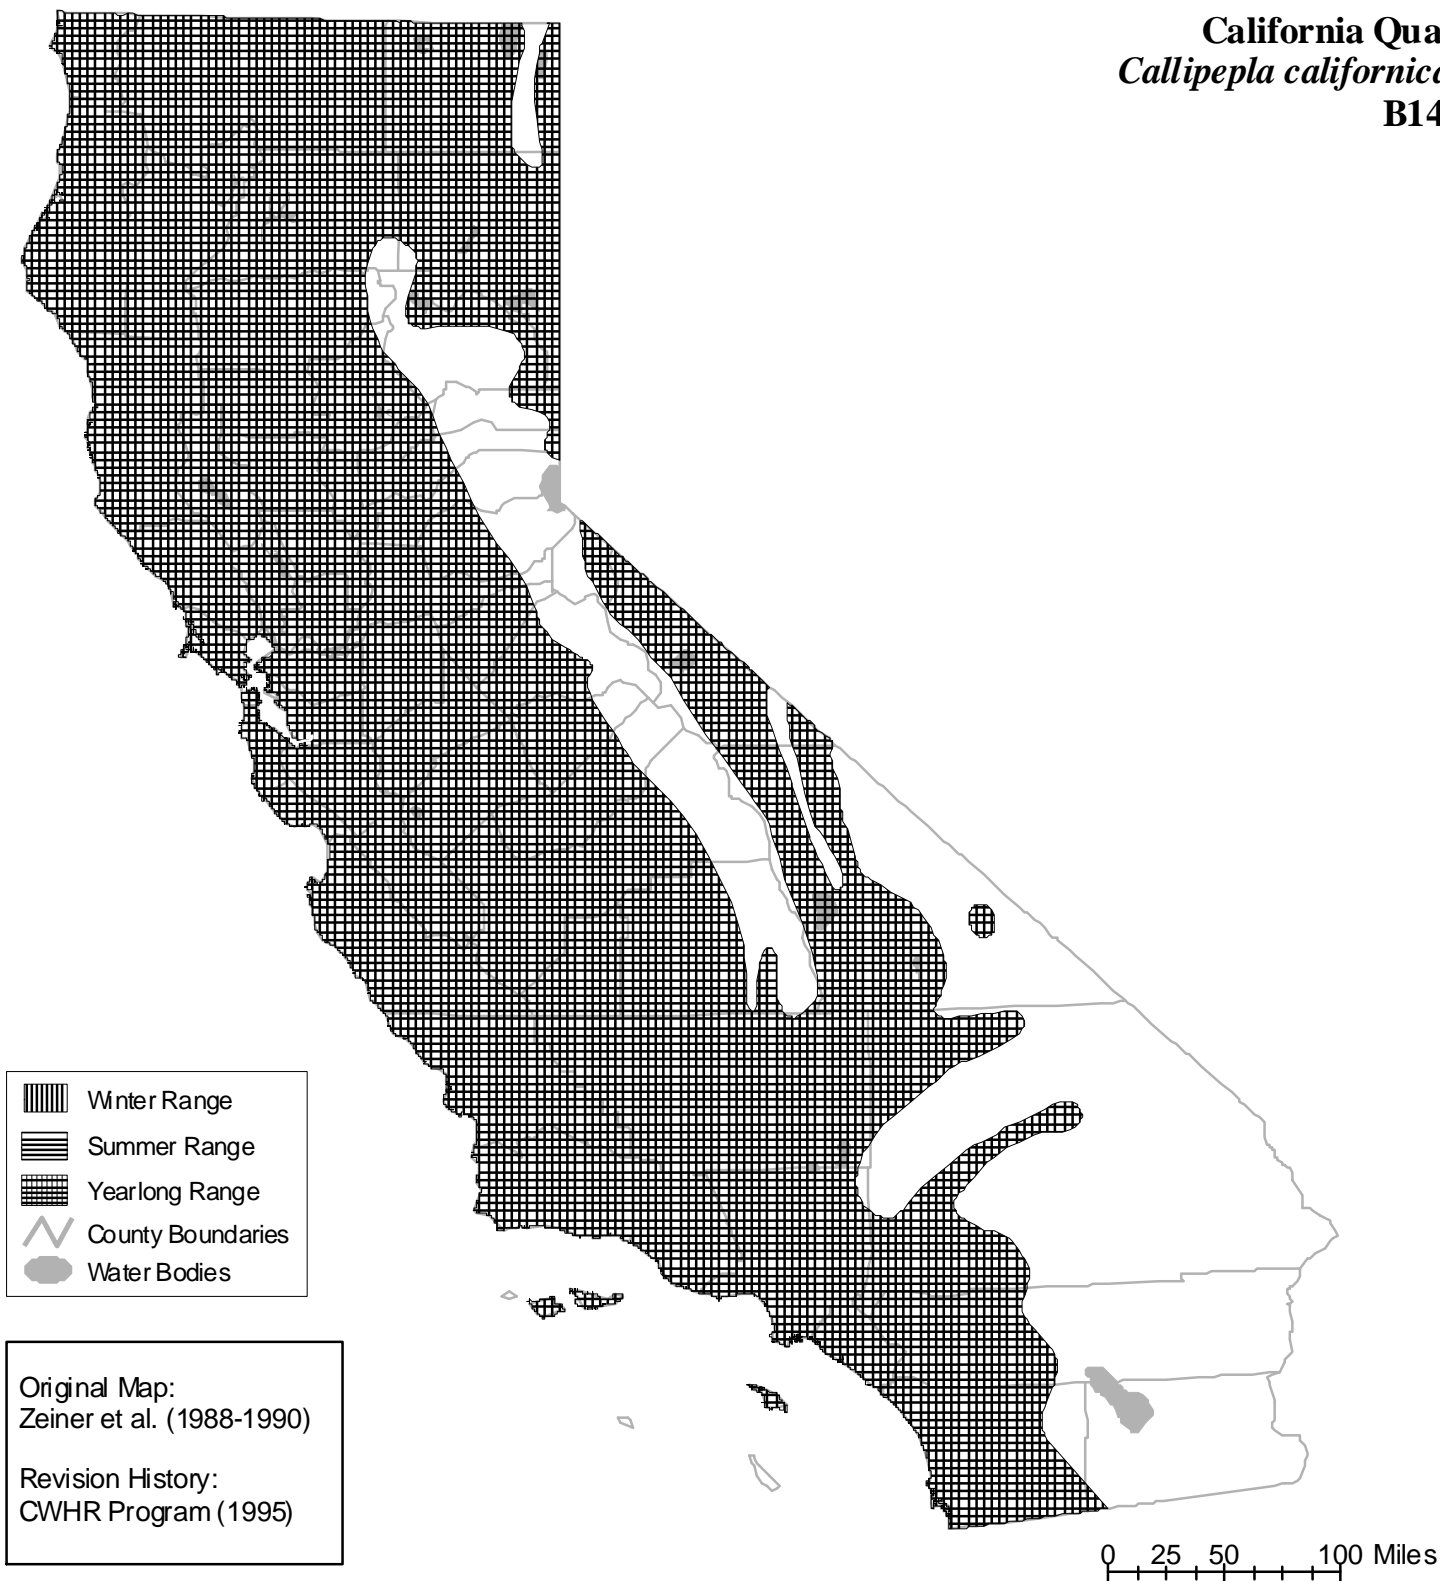 California Qua
Callipepla californica
B14
Winter Range
Summer Range
Yearlong Range
County Boundaries
Water Bodies
Original Map:
Zeiner et al. (1988-1990)
Revision History:
CWHR Program (1995)
0 25 50 100 Miles